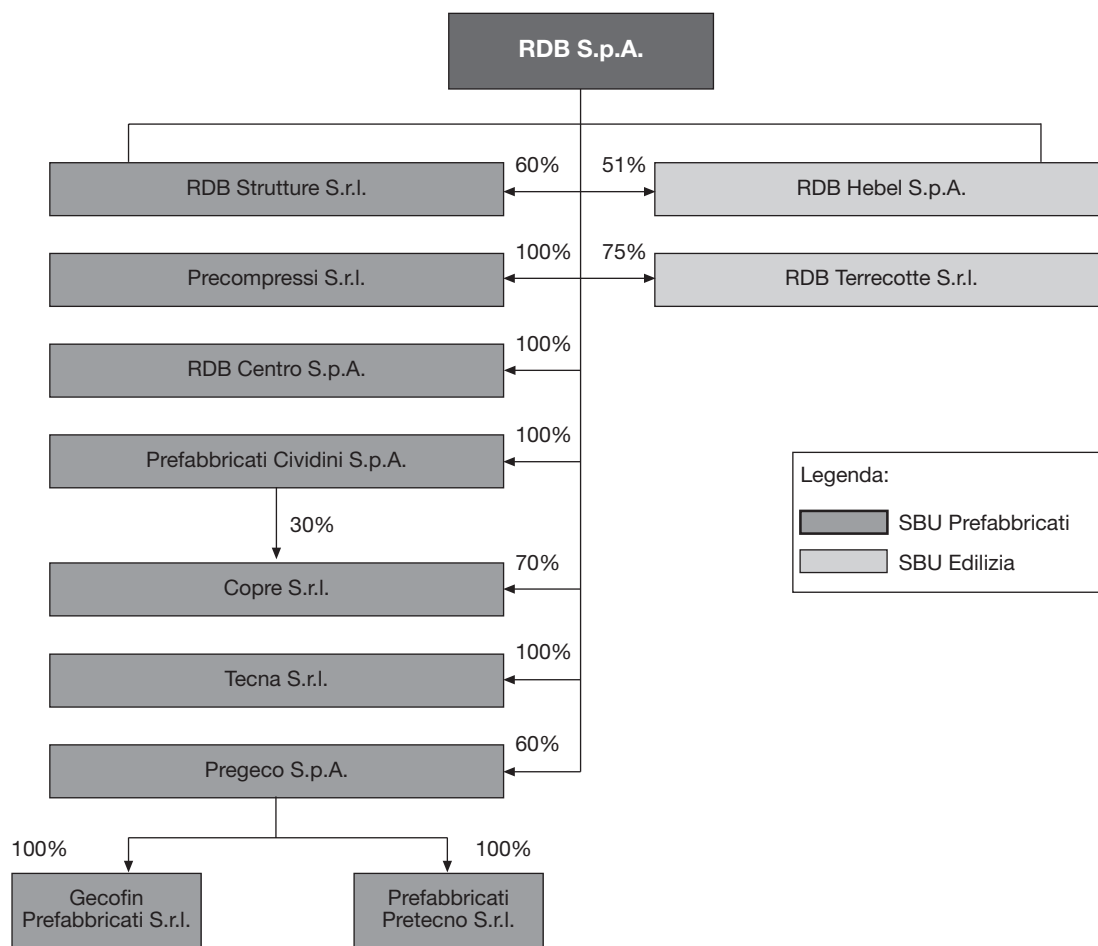 RDB S.p.A.
60%
51%
RDB Strutture S.r.l.
RDB Hebel S.p.A.
100%
75%
Precompressi S.r.l.
RDB Terrecotte S.r.l.
100%
RDB Centro S.p.A.
100%
Prefabbricati Cividini S.p.A.
30%
70%
Copre S.r.l.
100%
Tecna S.r.l.
60%
Pregeco S.p.A.
100%
100%
Gecofin
Prefabbricati S.r.l.
Prefabbricati
Pretecno S.r.l.
Legenda:
SBU Prefabbricati
SBU Edilizia